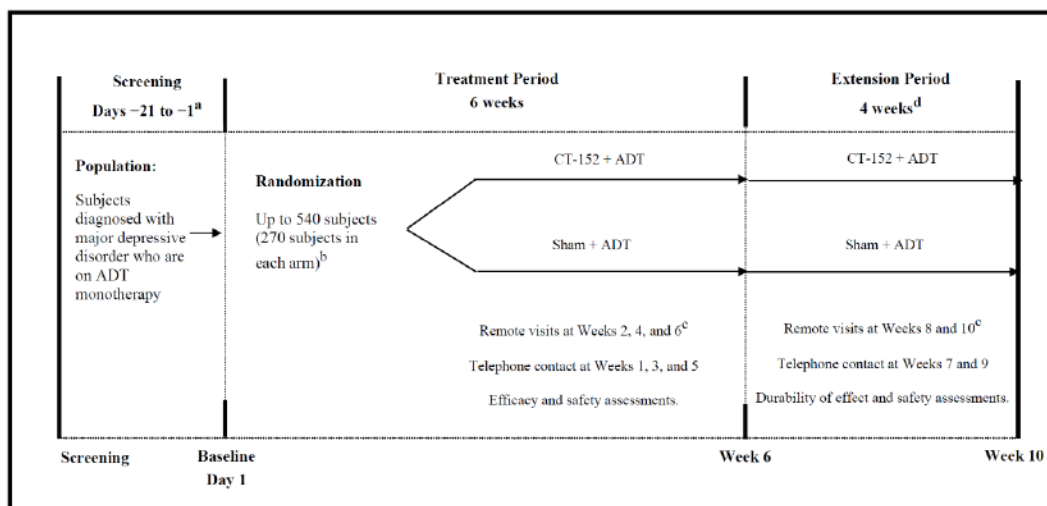 Screening
Days −21 to −1a
Treatment Period
6 weeks
Extension Period
4 weeksd
Population:
Subjects
diagnosed with
major depressive
disorder who are
on ADT
monotherapy
Randomization
Up to 540 subjects
(270 subjects in
each arm)b
CT-152 + ADT
Sham + ADT
CT-152 + ADT
Sham + ADT
Remote visits at Weeks 2, 4, and 6c
Telephone contact at Weeks 1, 3, and 5
Efficacy and safety assessments.
Remote visits at Weeks 8 and 10c
Telephone contact at Weeks 7 and 9
Durability of effect and safety assessments.
Screening
Baseline
Day 1
Week 6
Week 10